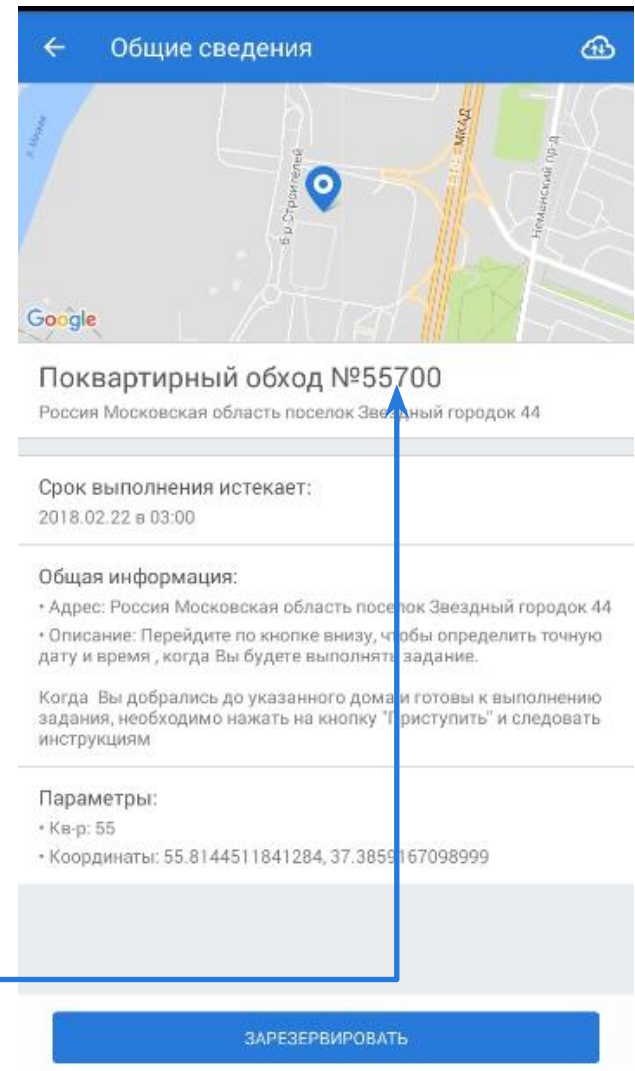 Общие сведения
р. Москва
б-р Строителей
МКАД
Неманский пр-д
Google
Поквартирный обход №55700
Россия Московская область поселок Звездный городок 44
Срок выполнения истекает:
2018.02.22 в 03:00
Общая информация:
• Адрес: Россия Московская область поселок Звездный городок 44
• Описание: Перейдите по кнопке внизу, чтобы определить точную
дату и время , когда Вы будете выполнять задание.
Когда Вы добрались до указанного дома и готовы к выполнению
задания, необходимо нажать на кнопку "Приступить" и следовать
инструкциям
Параметры:
• Кв-р: 55
• Координаты: 55.8144511841284, 37.3859167098999
ЗАРЕЗЕРВИРОВАТЬ